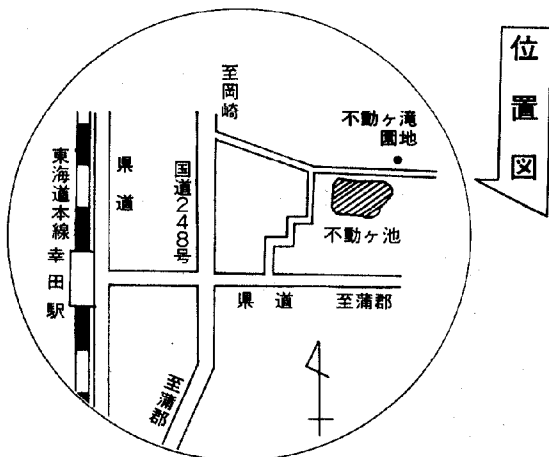 位置図
至岡崎
不動ヶ滝
園地
東海道本線
幸田駅
県道
国道248号
不動ヶ池
県道
至蒲郡
至蒲郡